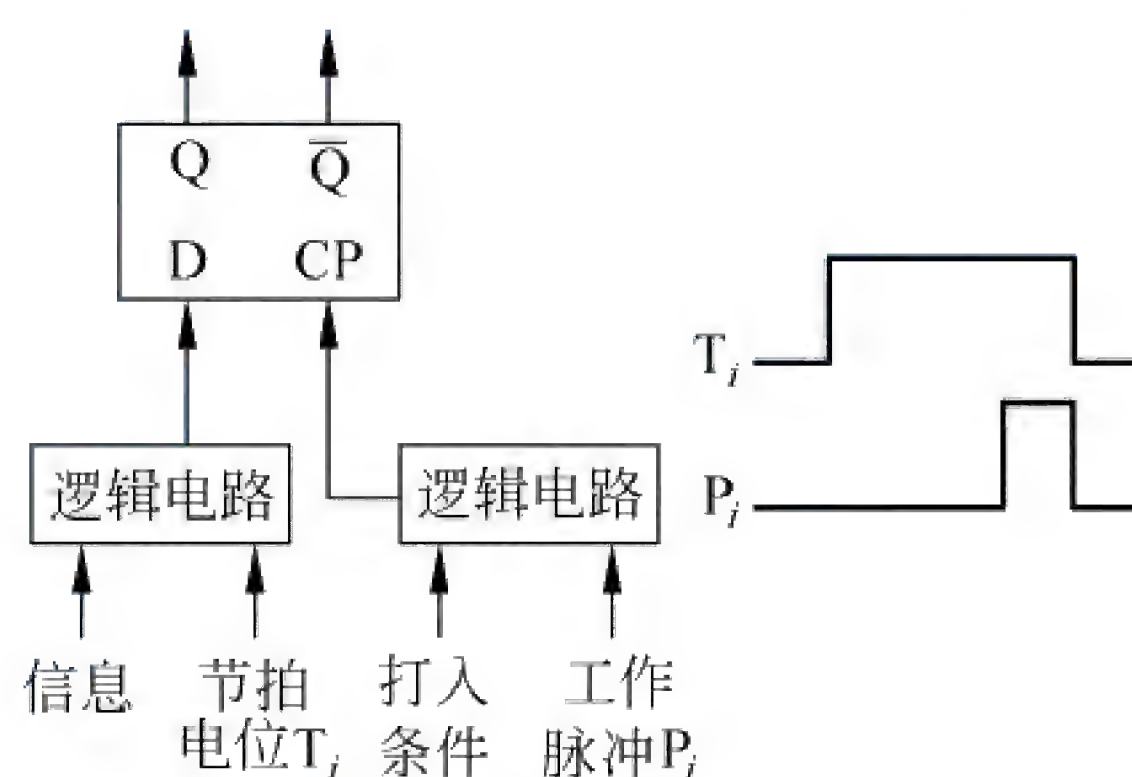 Q Q̅
D CP
T_i
逻辑电路 逻辑电路
P_i
信息 节拍 打入 工作
电位T_i 条件 脉冲P_i